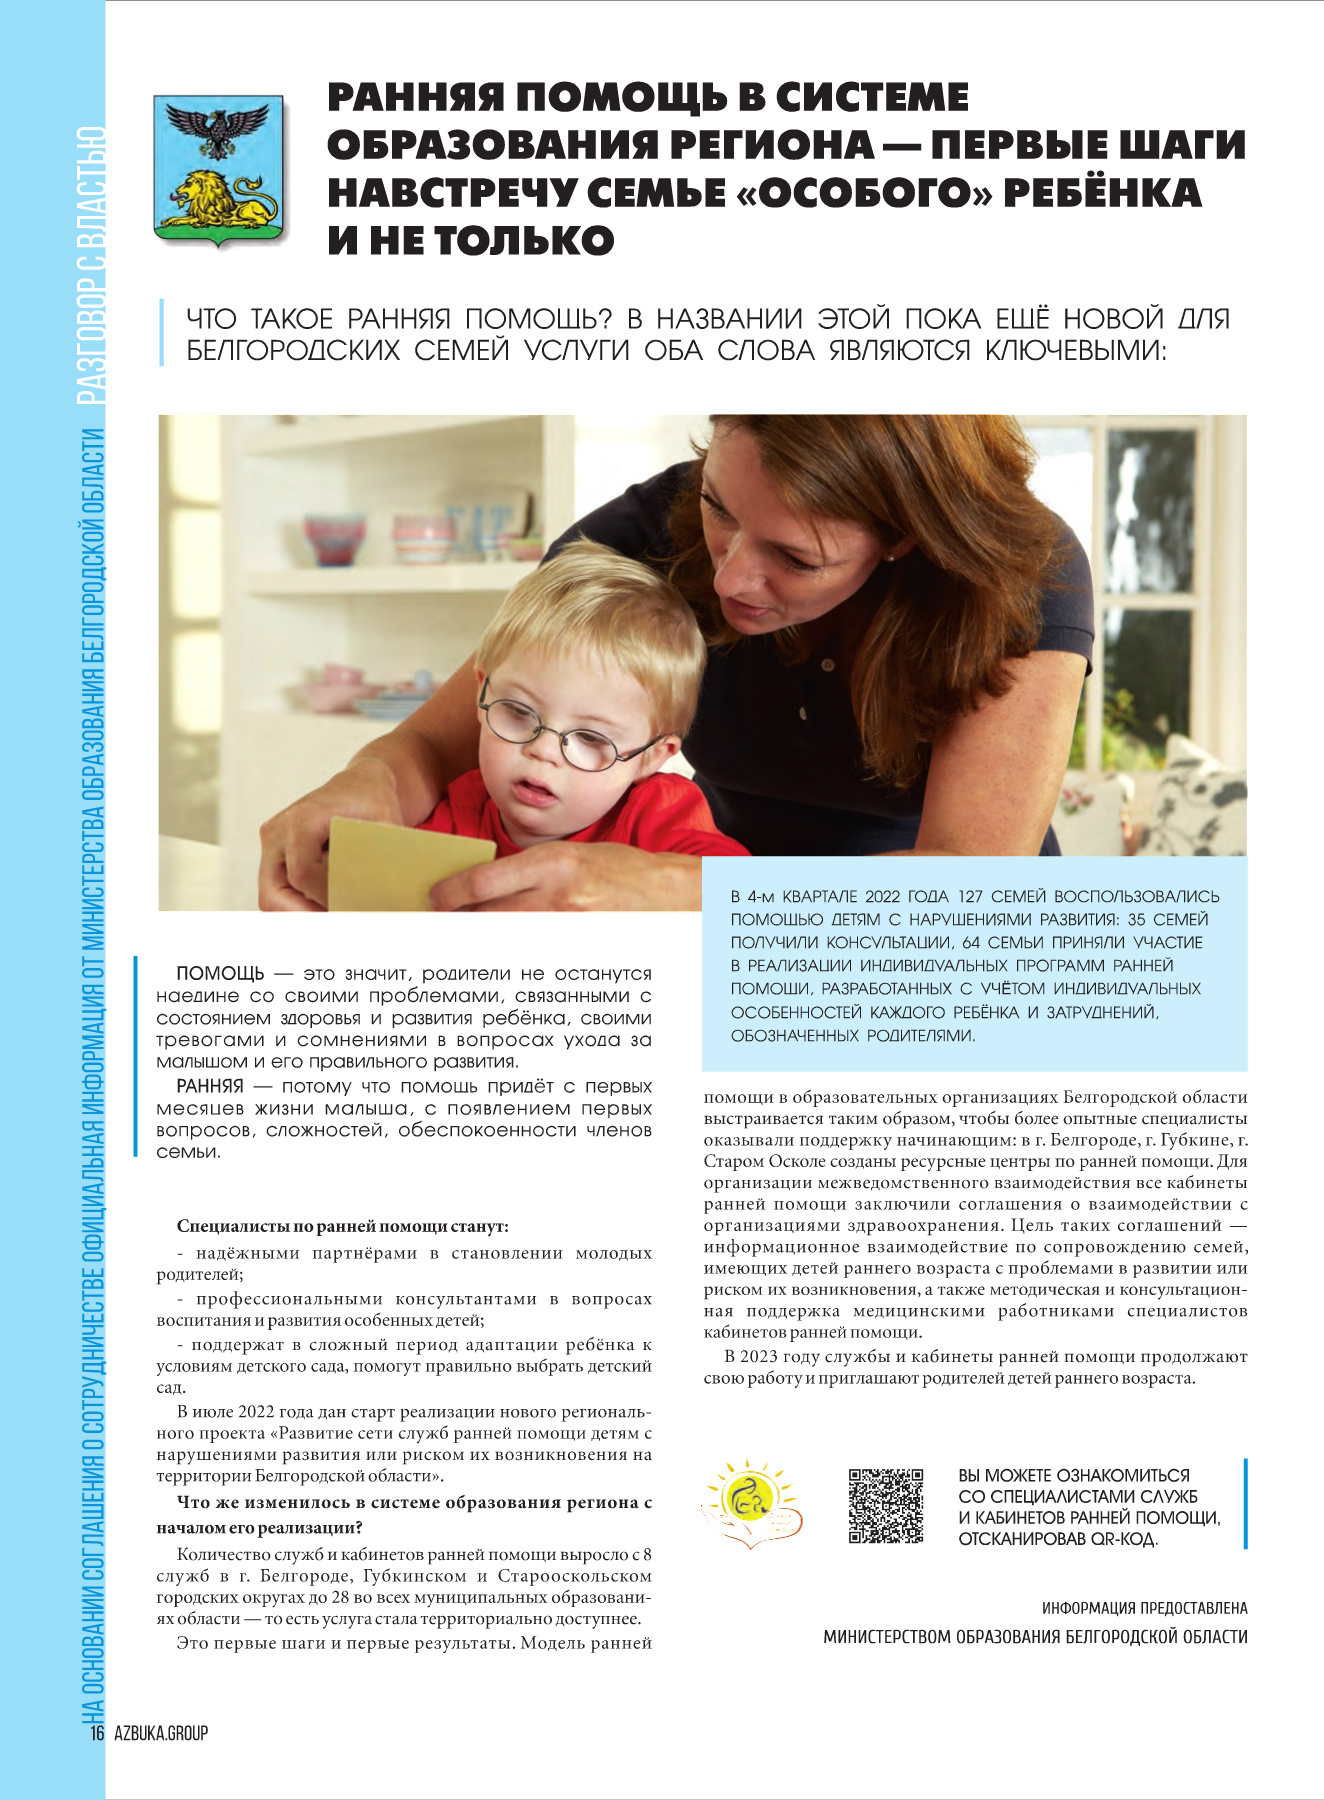 РАЗГОВОР С ВЛАСТЬЮ
НА ОСНОВАНИИ СОГЛАШЕНИЯ О СОТРУДНИЧЕСТВЕ ОФИЦИАЛЬНАЯ ИНФОРМАЦИЯ ОТ МИНИСТЕРСТВА ОБРАЗОВАНИЯ БЕЛГОРОДСКОЙ ОБЛАСТИ
РАННЯЯ ПОМОЩЬ В СИСТЕМЕ
ОБРАЗОВАНИЯ РЕГИОНА — ПЕРВЫЕ ШАГИ
НАВСТРЕЧУ СЕМЬЕ «ОСОБОГО» РЕБЁНКА
И НЕ ТОЛЬКО
ЧТО ТАКОЕ РАННЯЯ ПОМОЩЬ? В НАЗВАНИИ ЭТОЙ ПОКА ЕЩЁ НОВОЙ ДЛЯ
БЕЛГОРОДСКИХ СЕМЕЙ УСЛУГИ ОБА СЛОВА ЯВЛЯЮТСЯ КЛЮЧЕВЫМИ:
ПОМОЩЬ — это значит, родители не останутся
наедине со своими проблемами, связанными с
состоянием здоровья и развития ребёнка, своими
тревогами и сомнениями в вопросах ухода за
малышом и его правильного развития.
РАННЯЯ — потому что помощь придёт с первых
месяцев жизни малыша, с появлением первых
вопросов, сложностей, обеспокоенности членов
семьи.
Специалисты по ранней помощи станут:
- надёжными партнёрами в становлении молодых
родителей;
- профессиональными консультантами в вопросах
воспитания и развития особенных детей;
- поддержат в сложный период адаптации ребёнка к
условиям детского сада, помогут правильно выбрать детский
сад.
В июле 2022 года дан старт реализации нового региональ-
ного проекта «Развитие сети служб ранней помощи детям с
нарушениями развития или риском их возникновения на
территории Белгородской области».
Что же изменилось в системе образования региона с
началом его реализации?
Количество служб и кабинетов ранней помощи выросло с 8
служб в г. Белгороде, Губкинском и Старооскольском
городских округах до 28 во всех муниципальных образовани-
ях области — то есть услуга стала территориально доступнее.
Это первые шаги и первые результаты. Модель ранней
В 4-м КВАРТАЛЕ 2022 ГОДА 127 СЕМЕЙ ВОСПОЛЬЗОВАЛИСЬ
ПОМОЩЬЮ ДЕТЯМ С НАРУШЕНИЯМИ РАЗВИТИЯ: 35 СЕМЕЙ
ПОЛУЧИЛИ КОНСУЛЬТАЦИИ, 64 СЕМЬИ ПРИНЯЛИ УЧАСТИЕ
В РЕАЛИЗАЦИИ ИНДИВИДУАЛЬНЫХ ПРОГРАММ РАННЕЙ
ПОМОЩИ, РАЗРАБОТАННЫХ С УЧЁТОМ ИНДИВИДУАЛЬНЫХ
ОСОБЕННОСТЕЙ КАЖДОГО РЕБЁНКА И ЗАТРУДНЕНИЙ,
ОБОЗНАЧЕННЫХ РОДИТЕЛЯМИ.
помощи в образовательных организациях Белгородской области
выстраивается таким образом, чтобы более опытные специалисты
оказывали поддержку начинающим: в г. Белгороде, г. Губкине, г.
Старом Осколе созданы ресурсные центры по ранней помощи. Для
организации межведомственного взаимодействия все кабинеты
ранней помощи заключили соглашения о взаимодействии с
организациями здравоохранения. Цель таких соглашений —
информационное взаимодействие по сопровождению семей,
имеющих детей раннего возраста с проблемами в развитии или
риском их возникновения, а также методическая и консультацион-
ная поддержка медицинскими работниками специалистов
кабинетов ранней помощи.
В 2023 году службы и кабинеты ранней помощи продолжают
свою работу и приглашают родителей детей раннего возраста.
ВЫ МОЖЕТЕ ОЗНАКОМИТЬСЯ
СО СПЕЦИАЛИСТАМИ СЛУЖБ
И КАБИНЕТОВ РАННЕЙ ПОМОЩИ,
ОТСКАНИРОВАВ QR-КОД.
ИНФОРМАЦИЯ ПРЕДОСТАВЛЕНА
МИНИСТЕРСТВОМ ОБРАЗОВАНИЯ БЕЛГОРОДСКОЙ ОБЛАСТИ
16 AZBUKA.GROUP